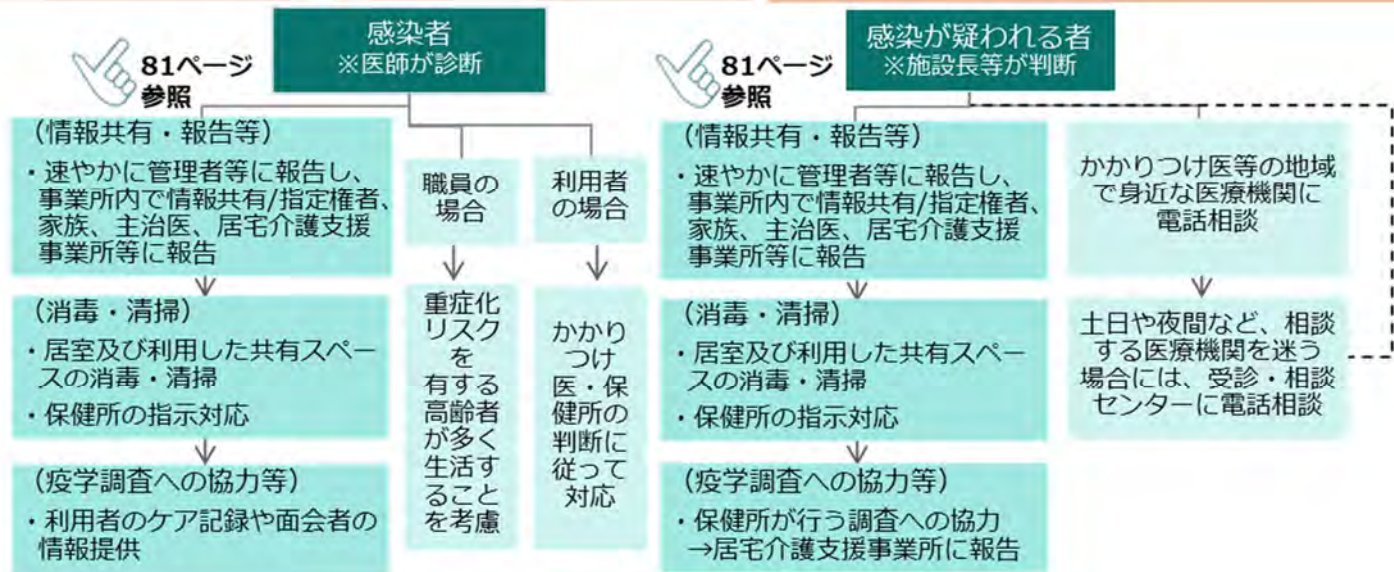 感染者
※医師が診断
81ページ
参照
（情報共有・報告等）
・速やかに管理者等に報告し、
事業所内で情報共有/指定権者、
家族、主治医、居宅介護支援
事業所等に報告
（消毒・清掃）
・居室及び利用した共有スペー
スの消毒・清掃
・保健所の指示対応
（疫学調査への協力等）
・利用者のケア記録や面会者の
情報提供
職員の
場合
重症化
リスク
を
有する
高齢者
が多く
生活す
ること
を考慮
利用者
の場合
かかり
つけ
医・保
健所の
判断に
従って
対応
感染が疑われる者
※施設長等が判断
81ページ
参照
（情報共有・報告等）
・速やかに管理者等に報告し、
事業所内で情報共有/指定権者、
家族、主治医、居宅介護支援
事業所等に報告
（消毒・清掃）
・居室及び利用した共有スペー
スの消毒・清掃
・保健所の指示対応
（疫学調査への協力等）
・保健所が行う調査への協力
→居宅介護支援事業所に報告
かかりつけ医等の地域
で身近な医療機関に
電話相談
土日や夜間など、相談
する医療機関を迷う
場合には、受診・相談
センターに電話相談